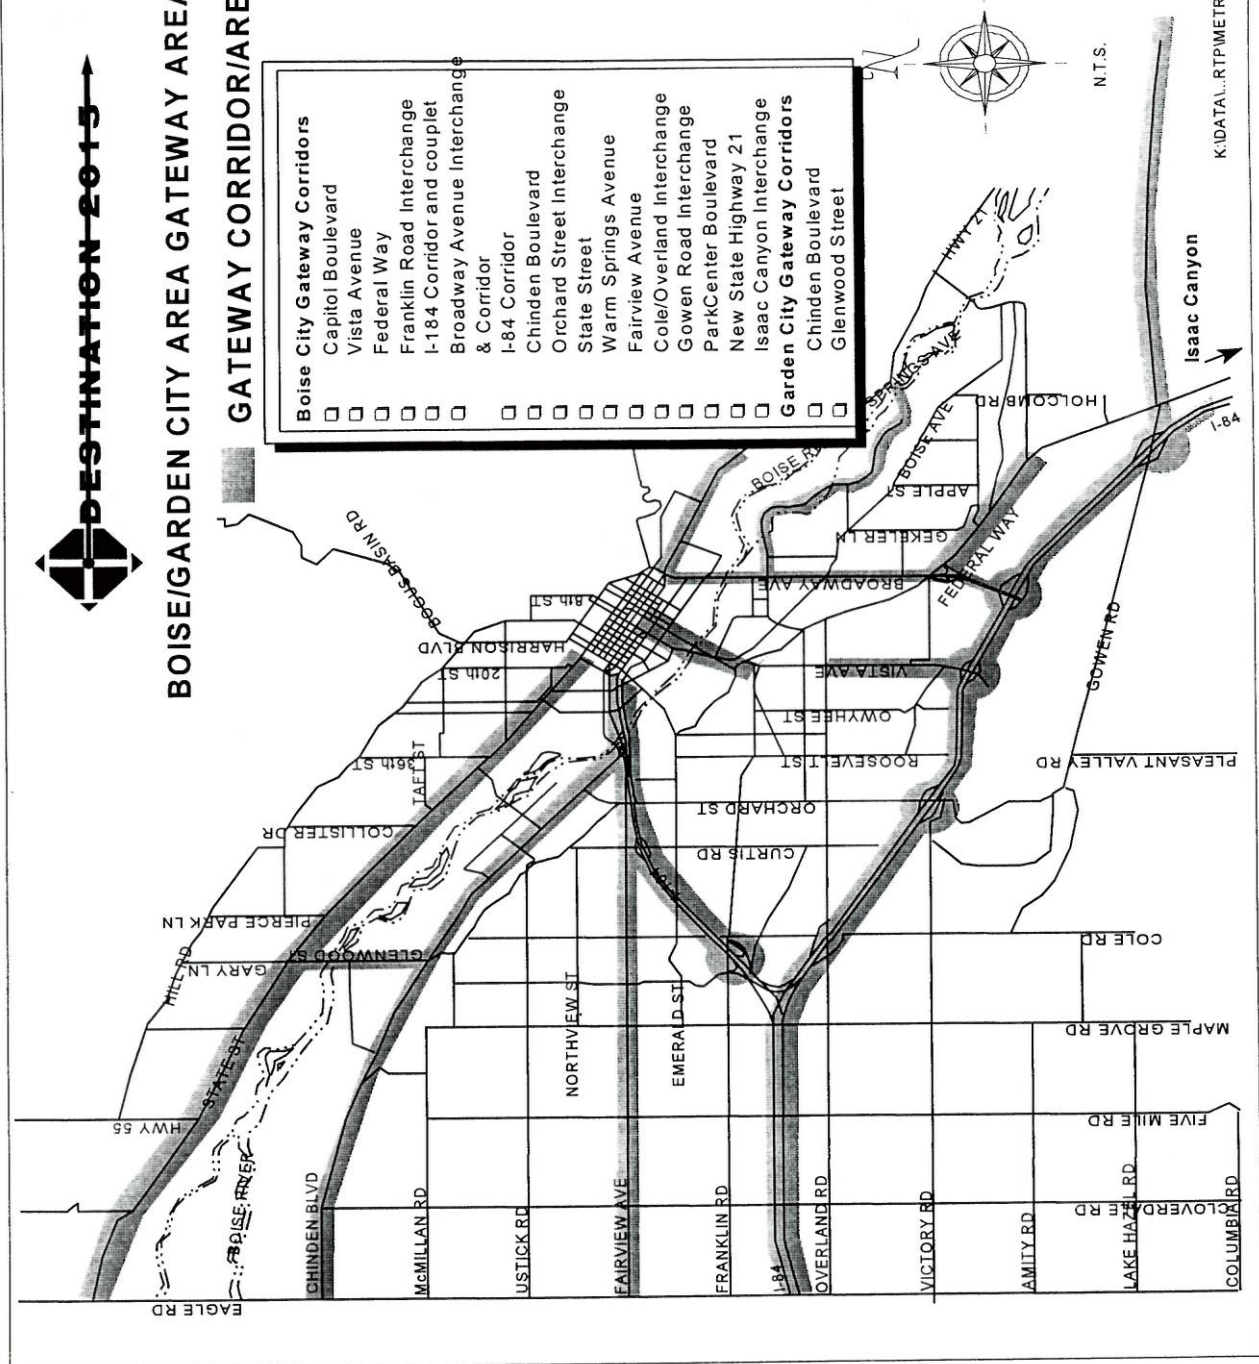 DESTINATION 2015
BOISE/GARDEN CITY AREA GATEWAY AREA
GATEWAY CORRIDOR/ARE
Boise City Gateway Corridors
Capitol Boulevard
Vista Avenue
Federal Way
Franklin Road Interchange
I-184 Corridor and couplet
Broadway Avenue Interchange
& Corridor
I-84 Corridor
Chinden Boulevard
Orchard Street Interchange
State Street
Warm Springs Avenue
Fairview Avenue
Cole/Overland Interchange
Gowen Road Interchange
ParkCenter Boulevard
New State Highway 21
Isaac Canyon Interchange
Garden City Gateway Corridors
Chinden Boulevard
Glenwood Street
N
N.T.S.
K:\DATA\..RTP\METR
BOGUS BASIN RD
HARRISON BLVD
18th ST
20th ST
36th ST
TAFT ST
COLLISTER DR
PIERCE PARK LN
GARY LN
GLENWOOD ST
HILL RD
STATE ST
HWY 55
BOISE RIVER
EAGLE RD
CHINDEN BLVD
McMILLAN RD
USTICK RD
FAIRVIEW AVE
FRANKLIN RD
I-84
OVERLAND RD
VICTORY RD
AMITY RD
LAKE HAZEL RD
COLUMBIA RD
CLOVERDALE RD
FIVE MILE RD
MAPLE GROVE RD
COLE RD
NORTHVIEW ST
EMERALD ST
CURTIS RD
ORCHARD ST
ROOSEVELT ST
OWYHEE ST
VISTA AVE
BROADWAY AVE
FEDERAL WAY
GEKELER LN
APPLE ST
BOISE AVE
SPRINGS AVE
HOLCOMB RD
HWY 21
GOWEN RD
PLEASANT VALLEY RD
I-84
Isaac Canyon